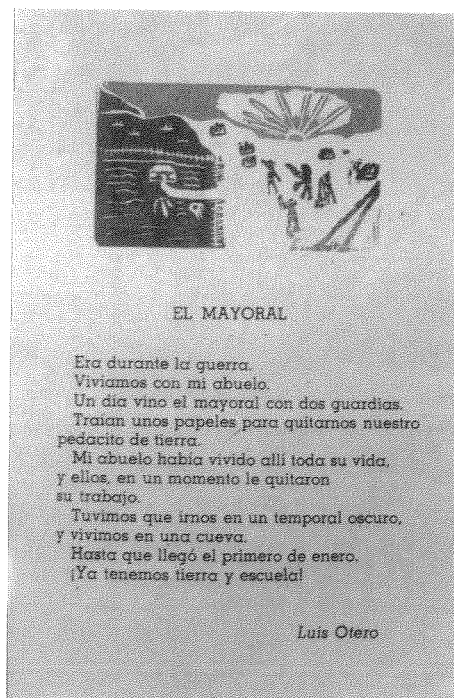 EL MAYORAL
Era durante la guerra.
Vivíamos con mi abuelo.
Un día vino el mayoral con dos guardias.
Traían unos papeles para quitarnos nuestro
pedacito de tierra.
Mi abuelo había vivido allí toda su vida,
y ellos, en un momento le quitaron
su trabajo.
Tuvimos que irnos en un temporal oscuro,
y vivimos en una cueva.
Hasta que llegó el primero de enero.
¡Ya tenemos tierra y escuela!
Luis Otero